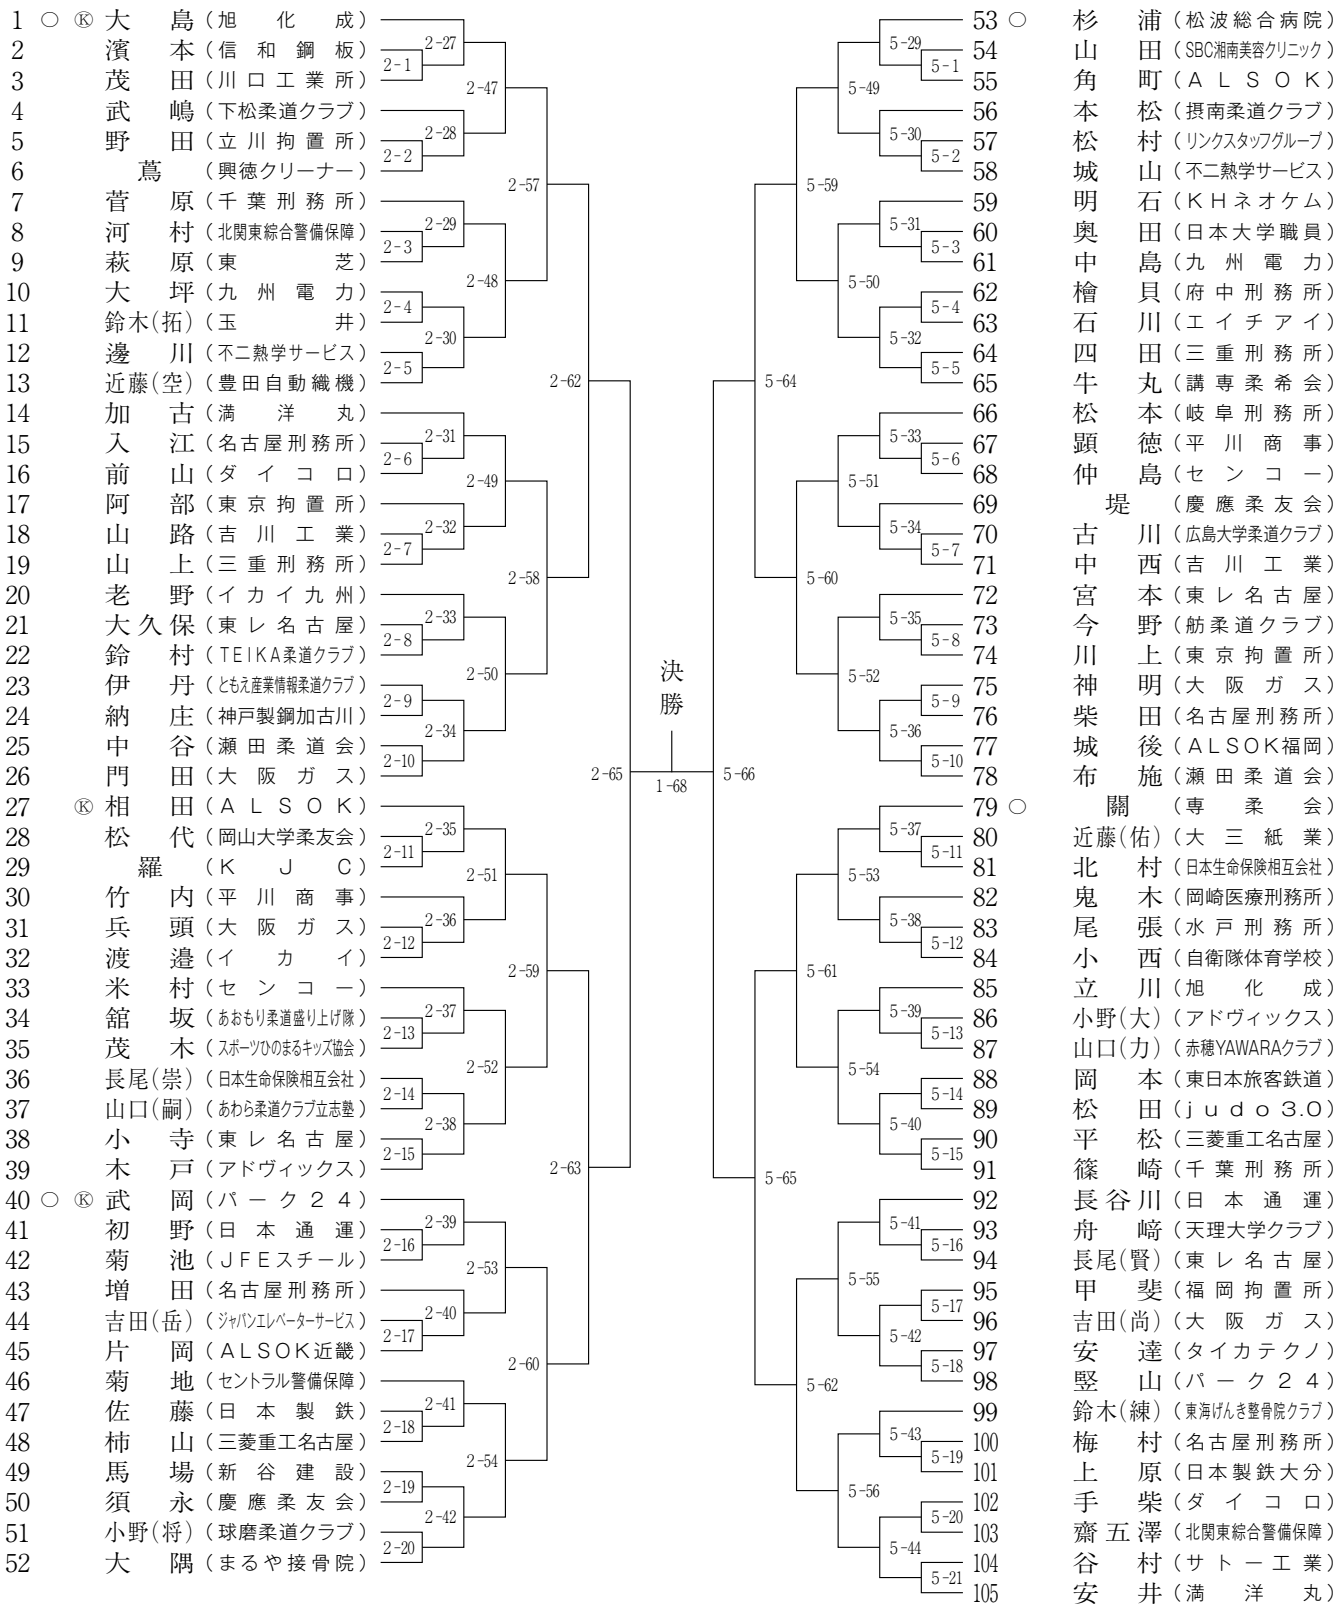 1 ○ Ⓚ 大島（旭化成）
2 濱本（信和鋼板）
3 茂田（川口工業所）
4 武嶋（下松柔道クラブ）
5 野田（立川拘置所）
6 蔦（興徳クリーナー）
7 菅原（千葉刑務所）
8 河村（北関東綜合警備保障）
9 萩原（東芝）
10 大坪（九州電力）
11 鈴木(拓)（玉井）
12 邊川（不二熱学サービス）
13 近藤(空)（豊田自動織機）
14 加古（満洋丸）
15 入江（名古屋刑務所）
16 前山（ダイコロ）
17 阿部（東京拘置所）
18 山路（吉川工業）
19 山上（三重刑務所）
20 老野（イカイ九州）
21 大久保（東レ名古屋）
22 鈴村（TEIKA柔道クラブ）
23 伊丹（ともえ産業情報柔道クラブ）
24 納庄（神戸製鋼加古川）
25 中谷（瀬田柔道会）
26 門田（大阪ガス）
27 Ⓚ 相田（ALSOK）
28 松代（岡山大学柔友会）
29 羅（KJC）
30 竹内（平川商事）
31 兵頭（大阪ガス）
32 渡邉（イカイ）
33 米村（センコー）
34 舘坂（あおもり柔道盛り上げ隊）
35 茂木（スポーツひのまるキッズ協会）
36 長尾(崇)（日本生命保険相互会社）
37 山口(嗣)（あわら柔道クラブ立志塾）
38 小寺（東レ名古屋）
39 木戸（アドヴィックス）
40 ○ Ⓚ 武岡（パーク24）
41 初野（日本通運）
42 菊池（JFEスチール）
43 増田（名古屋刑務所）
44 吉田(岳)（ジャパンエレベーターサービス）
45 片岡（ALSOK近畿）
46 菊地（セントラル警備保障）
47 佐藤（日本製鉄）
48 柿山（三菱重工名古屋）
49 馬場（新谷建設）
50 須永（慶應柔友会）
51 小野(将)（球磨柔道クラブ）
52 大隅（まるや接骨院）
2-27
2-1
2-47
2-28
2-2
2-57
2-29
2-3
2-48
2-4
2-30
2-5
2-62
2-31
2-6
2-49
2-32
2-7
2-58
2-33
2-8
2-50
2-9
2-34
2-10
2-65
2-35
2-11
2-51
2-36
2-12
2-59
2-37
2-13
2-52
2-14
2-38
2-15
2-63
2-39
2-16
2-53
2-40
2-17
2-60
2-41
2-18
2-54
2-19
2-42
2-20
決勝
1-68
5-66
5-29
5-1
5-49
5-30
5-2
5-59
5-31
5-3
5-50
5-4
5-32
5-5
5-64
5-33
5-6
5-51
5-34
5-7
5-60
5-35
5-8
5-52
5-9
5-36
5-10
5-37
5-11
5-53
5-38
5-12
5-61
5-39
5-13
5-54
5-14
5-40
5-15
5-65
5-41
5-16
5-55
5-17
5-42
5-18
5-62
5-43
5-19
5-56
5-20
5-44
5-21
53 ○ 杉浦（松波総合病院）
54 山田（SBC湘南美容クリニック）
55 角町（ALSOK）
56 本松（摂南柔道クラブ）
57 松村（リンクスタッフグループ）
58 城山（不二熱学サービス）
59 明石（KHネオケム）
60 奥田（日本大学職員）
61 中島（九州電力）
62 檜貝（府中刑務所）
63 石川（エイチアイ）
64 四田（三重刑務所）
65 牛丸（講専柔希会）
66 松本（岐阜刑務所）
67 顕徳（平川商事）
68 仲島（センコー）
69 堤（慶應柔友会）
70 古川（広島大学柔道クラブ）
71 中西（吉川工業）
72 宮本（東レ名古屋）
73 今野（舫柔道クラブ）
74 川上（東京拘置所）
75 神明（大阪ガス）
76 柴田（名古屋刑務所）
77 城後（ALSOK福岡）
78 布施（瀬田柔道会）
79 ○ 關（専柔会）
80 近藤(佑)（大三紙業）
81 北村（日本生命保険相互会社）
82 鬼木（岡崎医療刑務所）
83 尾張（水戸刑務所）
84 小西（自衛隊体育学校）
85 立川（旭化成）
86 小野(大)（アドヴィックス）
87 山口(力)（赤穂YAWARAクラブ）
88 岡本（東日本旅客鉄道）
89 松田（judo3.0）
90 平松（三菱重工名古屋）
91 篠崎（千葉刑務所）
92 長谷川（日本通運）
93 舟﨑（天理大学クラブ）
94 長尾(賢)（東レ名古屋）
95 甲斐（福岡拘置所）
96 吉田(尚)（大阪ガス）
97 安達（タイカテクノ）
98 竪山（パーク24）
99 鈴木(練)（東海げんき整骨院クラブ）
100 梅村（名古屋刑務所）
101 上原（日本製鉄大分）
102 手柴（ダイコロ）
103 齋五澤（北関東綜合警備保障）
104 谷村（サトー工業）
105 安井（満洋丸）